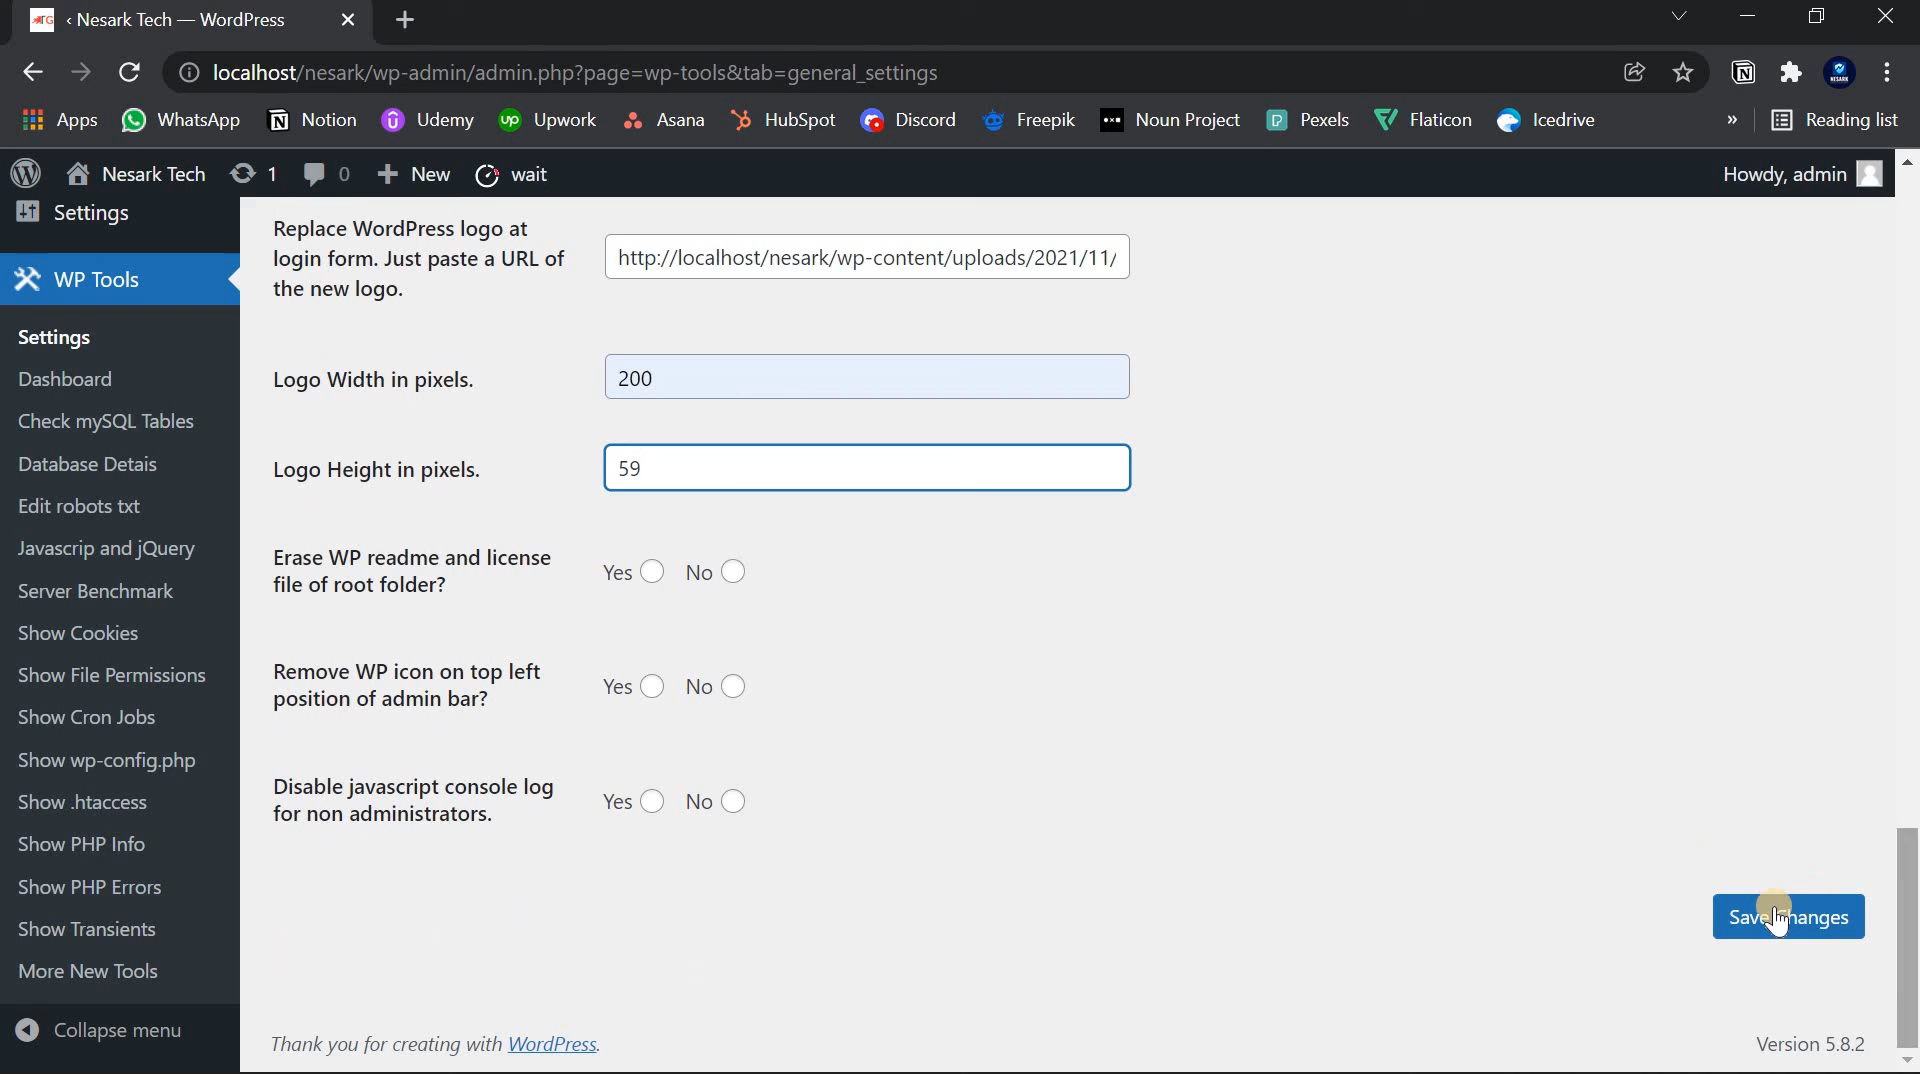 ‹ Nesark Tech — WordPress
localhost/nesark/wp-admin/admin.php?page=wp-tools&tab=general_settings
Apps WhatsApp Notion Udemy Upwork Asana HubSpot Discord Freepik Noun Project Pexels Flaticon Icedrive » Reading list
Nesark Tech 1 0 New wait Howdy, admin
Settings
WP Tools
Settings
Dashboard
Check mySQL Tables
Database Detais
Edit robots txt
Javascrip and jQuery
Server Benchmark
Show Cookies
Show File Permissions
Show Cron Jobs
Show wp-config.php
Show .htaccess
Show PHP Info
Show PHP Errors
Show Transients
More New Tools
Collapse menu
Replace WordPress logo at
login form. Just paste a URL of
the new logo.
http://localhost/nesark/wp-content/uploads/2021/11/
Logo Width in pixels.
200
Logo Height in pixels.
59
Erase WP readme and license
file of root folder?
Yes No
Remove WP icon on top left
position of admin bar?
Yes No
Disable javascript console log
for non administrators.
Yes No
Save Changes
Thank you for creating with WordPress.
Version 5.8.2